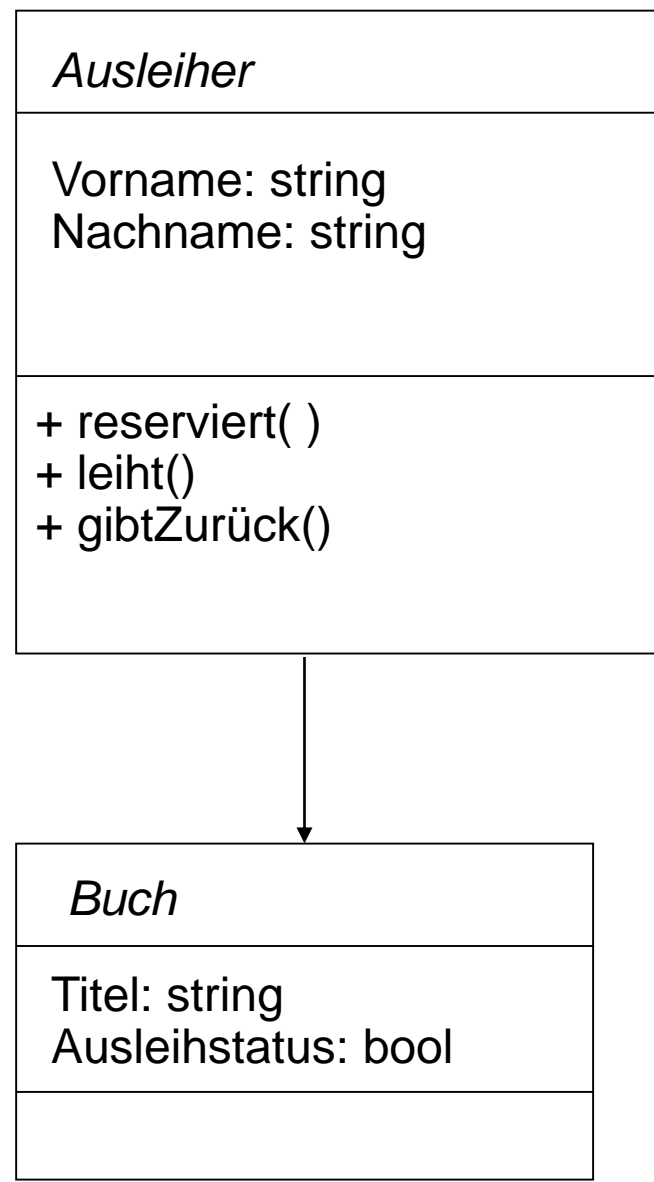 Ausleiher
Vorname: string
Nachname: string
+ reserviert( )
+ leiht()
+ gibtZurück()
Buch
Titel: string
Ausleihstatus: bool